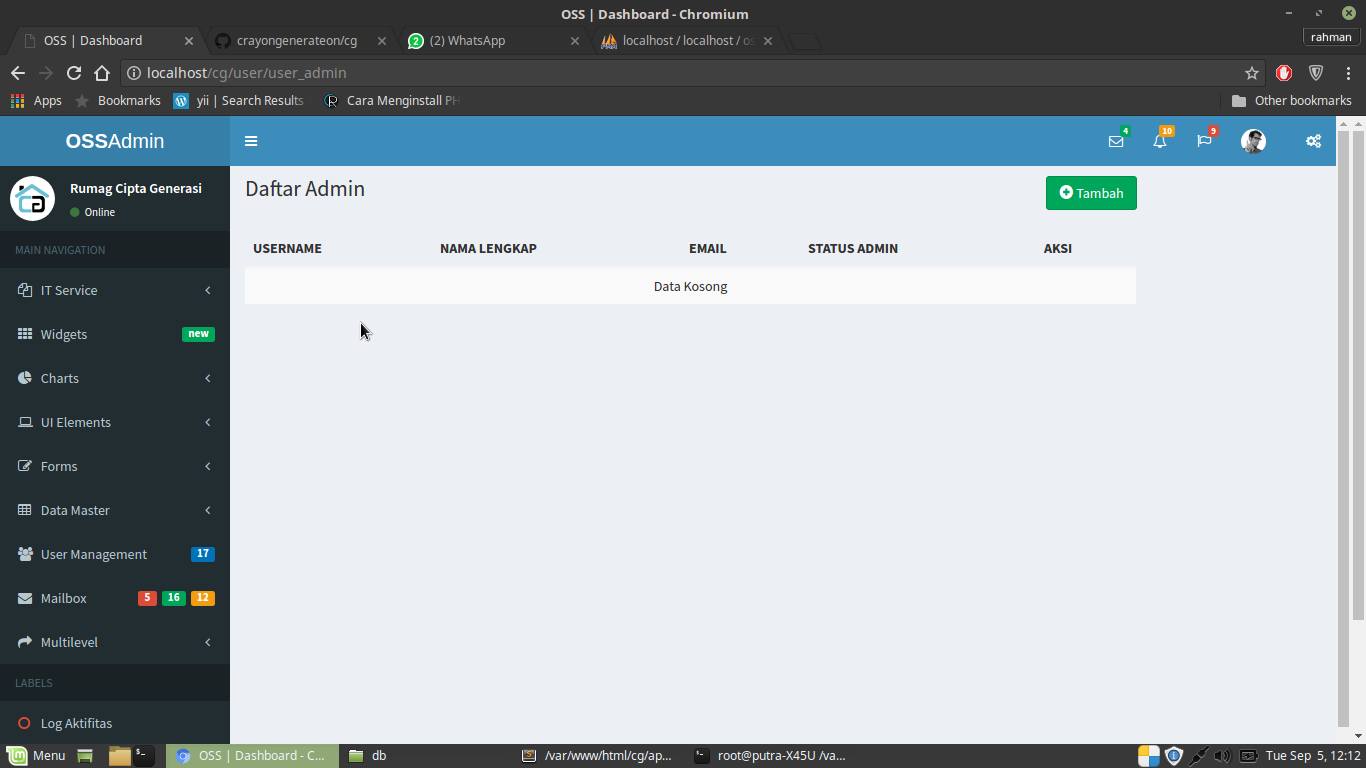 OSS | Dashboard - Chromium
OSS | Dashboard
crayongenerateon/cg
(2) WhatsApp
localhost / localhost / os
rahman
localhost/cg/user/user_admin
Apps
Bookmarks
yii | Search Results
Cara Menginstall PH
Other bookmarks
OSSAdmin
4
10
9
Rumag Cipta Generasi
Online
Daftar Admin
Tambah
MAIN NAVIGATION
USERNAME NAMA LENGKAP EMAIL STATUS ADMIN AKSI
Data Kosong
IT Service
Widgets new
Charts
UI Elements
Forms
Data Master
User Management 17
Mailbox 5 16 12
Multilevel
LABELS
Log Aktifitas
Menu
OSS | Dashboard - C...
db
/var/www/html/cg/ap...
root@putra-X45U /va...
Tue Sep 5, 12:12